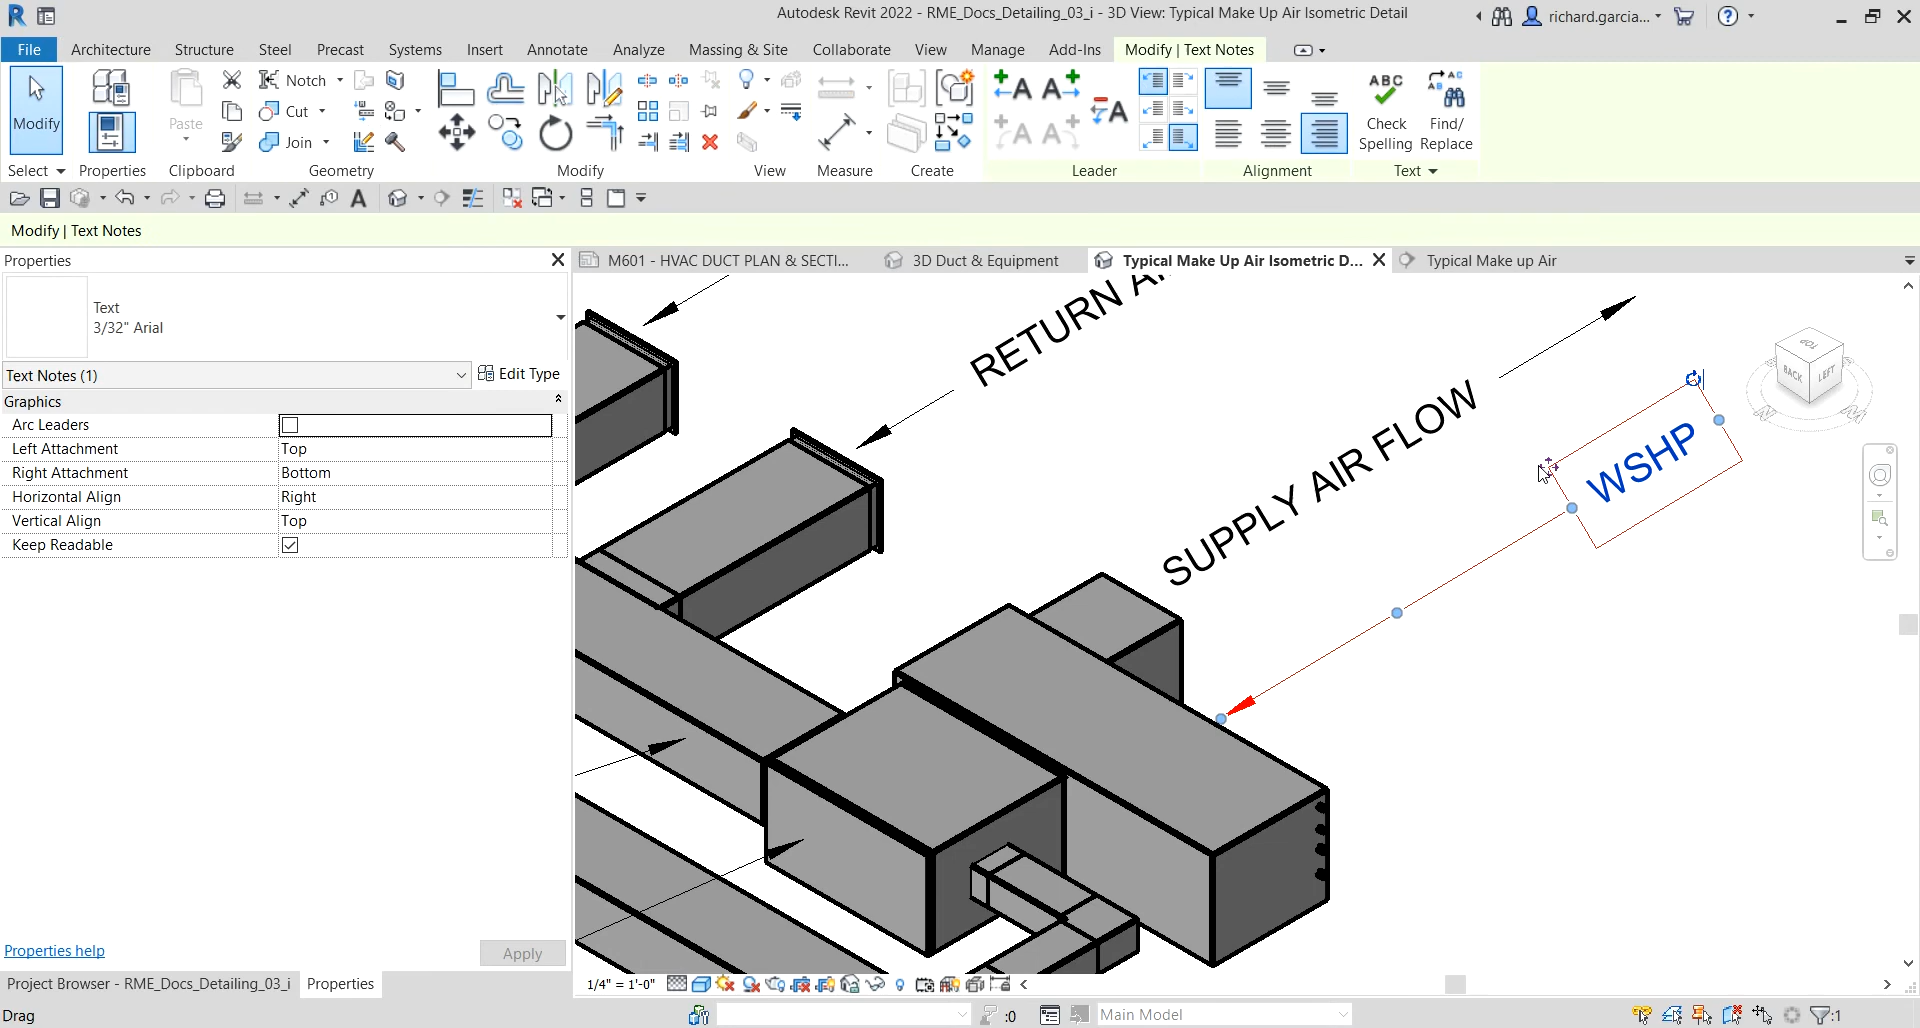 Autodesk Revit 2022 - RME_Docs_Detailing_03_i - 3D View: Typical Make Up Air Isometric Detail
richard.garcia...
File Architecture Structure Steel Precast Systems Insert Annotate Analyze Massing & Site Collaborate View Manage Add-Ins Modify | Text Notes
Modify
Paste
Notch
Cut
Join
Check
Spelling
Find/
Replace
Select Properties Clipboard Geometry Modify View Measure Create Leader Alignment Text
Modify | Text Notes
Properties
M601 - HVAC DUCT PLAN & SECTI...
3D Duct & Equipment
Typical Make Up Air Isometric D...
Typical Make up Air
Text
3/32" Arial
Text Notes (1)
Edit Type
Graphics
Arc Leaders
Left Attachment Top
Right Attachment Bottom
Horizontal Align Right
Vertical Align Top
Keep Readable
RETURN
SUPPLY AIR FLOW
WSHP
TOP
BACK
LEFT
Properties help
Apply
Project Browser - RME_Docs_Detailing_03_i
Properties
1/4" = 1'-0"
Drag
:0
Main Model
:1